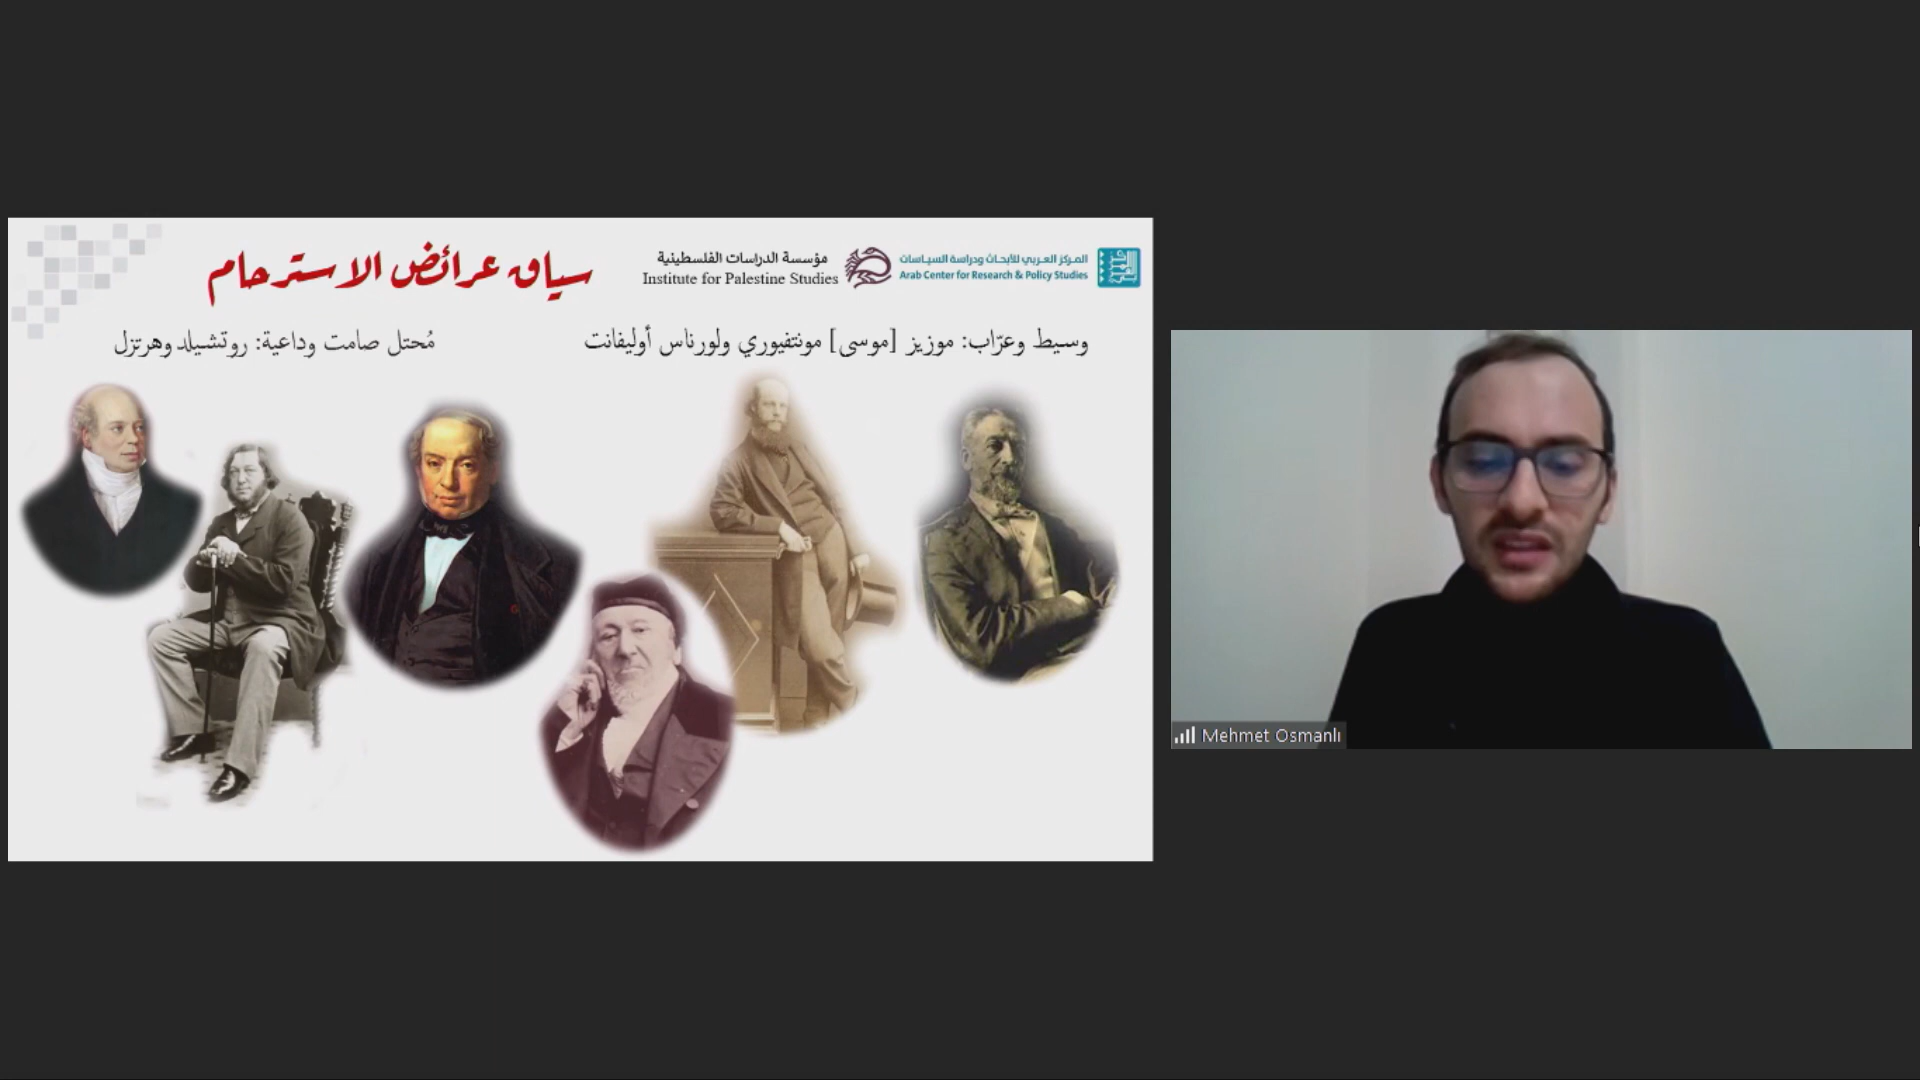 سياق عرائض الاسترحام
مؤسسة الدراسات الفلسطينية
Institute for Palestine Studies
المركز العربي للأبحاث ودراسة السياسات
Arab Center for Research & Policy Studies
وسيط وعرّاب: موزيز [موسى] مونتفيوري ولورناس أوليفانت
مُحتل صامت وداعية: روتشيلد وهرتزل
Mehmet Osmanlı